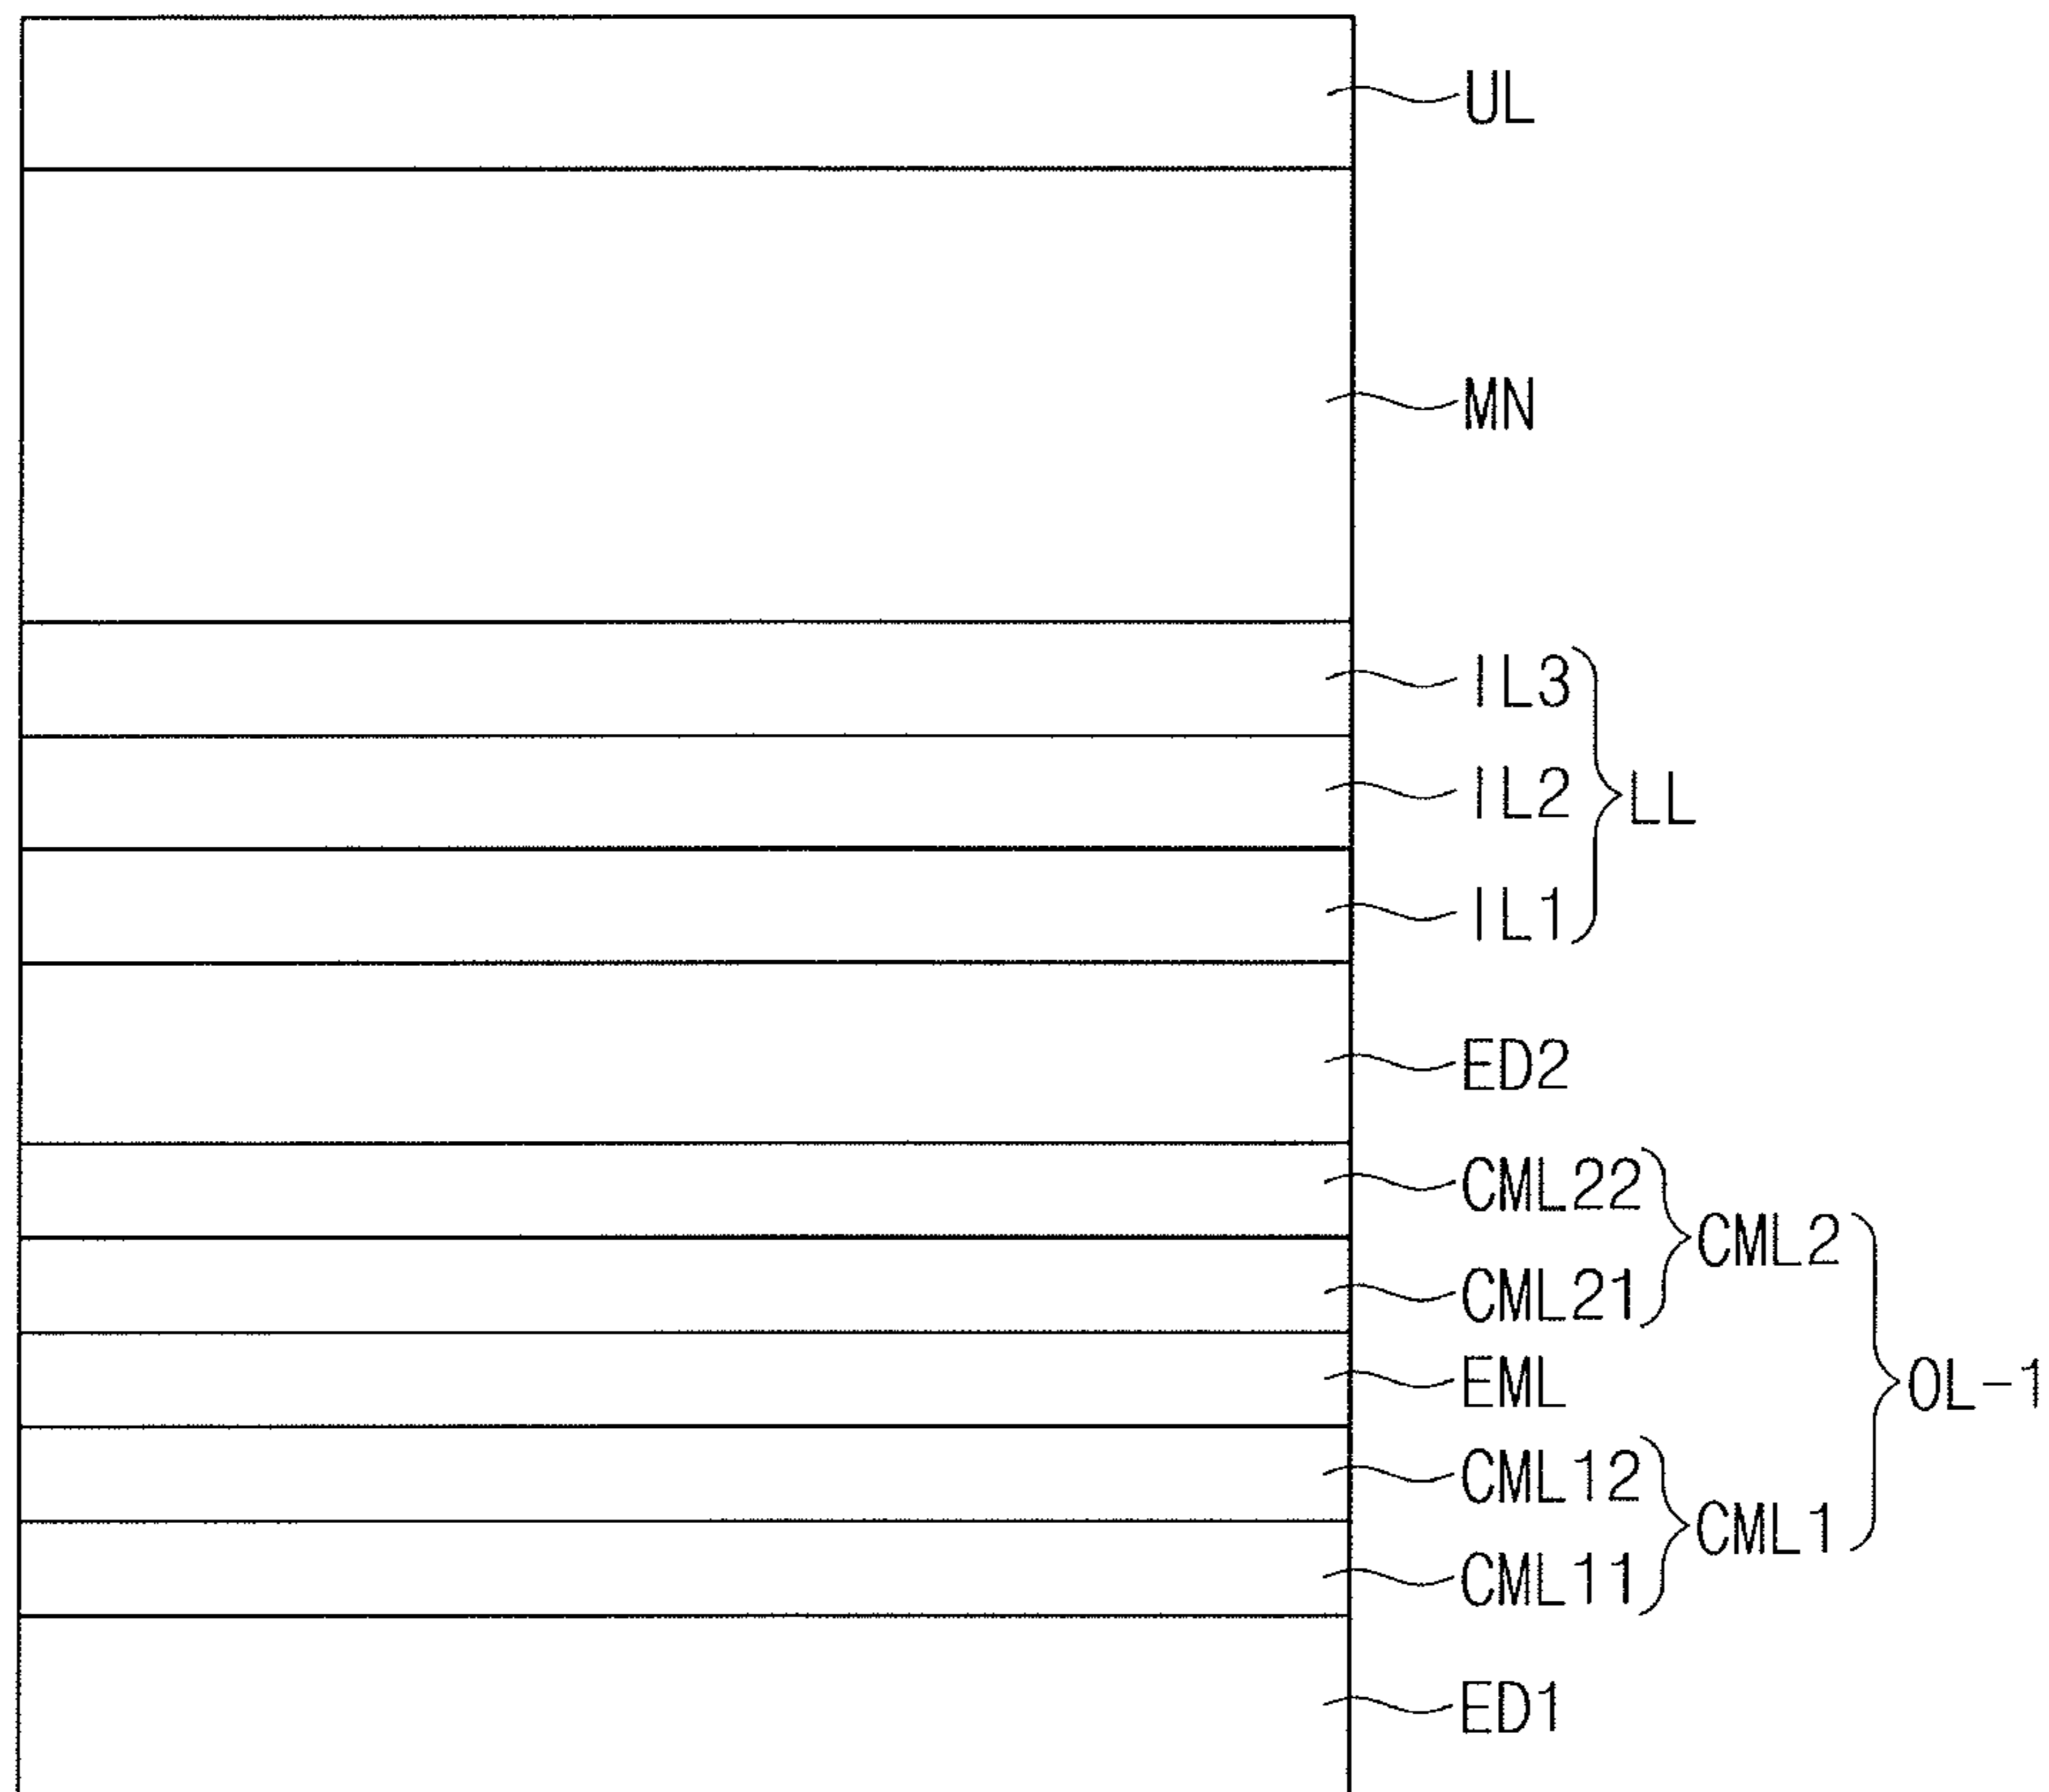 UL
MN
IL3
IL2
LL
IL1
ED2
CML22
CML2
CML21
EML
OL-1
CML12
CML1
CML11
ED1